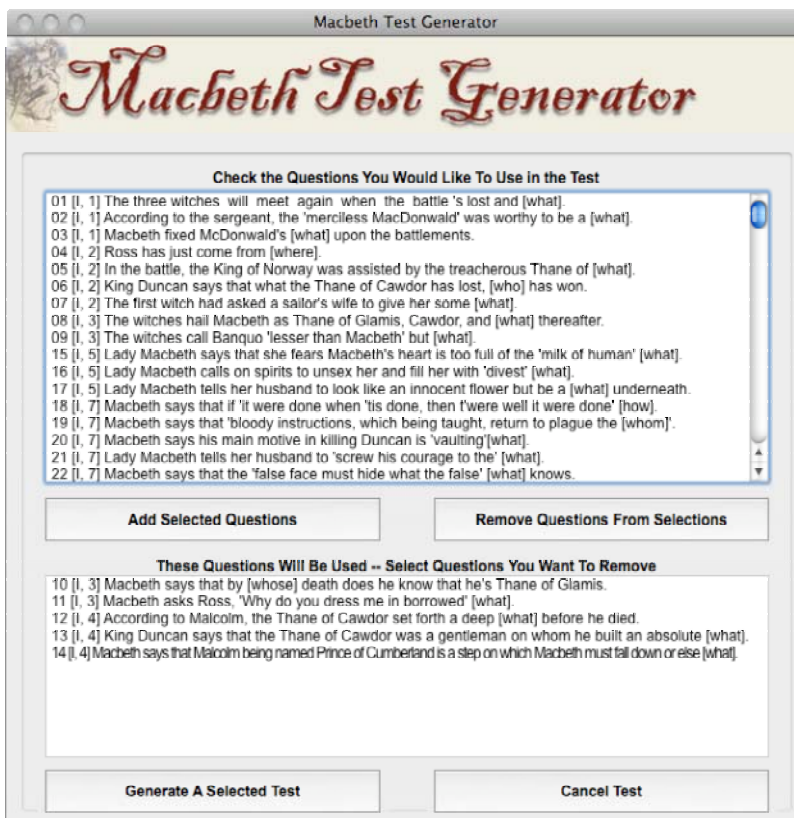 Macbeth Test Generator
Macbeth Test Generator
Check the Questions You Would Like To Use in the Test
01 [I, 1] The three witches will meet again when the battle 's lost and [what].
02 [I, 1] According to the sergeant, the 'merciless MacDonwald' was worthy to be a [what].
03 [I, 1] Macbeth fixed McDonwald's [what] upon the battlements.
04 [I, 2] Ross has just come from [where].
05 [I, 2] In the battle, the King of Norway was assisted by the treacherous Thane of [what].
06 [I, 2] King Duncan says that what the Thane of Cawdor has lost, [who] has won.
07 [I, 2] The first witch had asked a sailor's wife to give her some [what].
08 [I, 3] The witches hail Macbeth as Thane of Glamis, Cawdor, and [what] thereafter.
09 [I, 3] The witches call Banquo 'lesser than Macbeth' but [what].
15 [I, 5] Lady Macbeth says that she fears Macbeth's heart is too full of the 'milk of human' [what].
16 [I, 5] Lady Macbeth calls on spirits to unsex her and fill her with 'divest' [what].
17 [I, 5] Lady Macbeth tells her husband to look like an innocent flower but be a [what] underneath.
18 [I, 7] Macbeth says that if 'it were done when 'tis done, then t'were well it were done' [how].
19 [I, 7] Macbeth says that 'bloody instructions, which being taught, return to plague the [whom]'.
20 [I, 7] Macbeth says his main motive in killing Duncan is 'vaulting'[what].
21 [I, 7] Lady Macbeth tells her husband to 'screw his courage to the' [what].
22 [I, 7] Macbeth says that the 'false face must hide what the false' [what] knows.
Add Selected Questions
Remove Questions From Selections
These Questions Will Be Used -- Select Questions You Want To Remove
10 [I, 3] Macbeth says that by [whose] death does he know that he's Thane of Glamis.
11 [I, 3] Macbeth asks Ross, 'Why do you dress me in borrowed' [what].
12 [I, 4] According to Malcolm, the Thane of Cawdor set forth a deep [what] before he died.
13 [I, 4] King Duncan says that the Thane of Cawdor was a gentleman on whom he built an absolute [what].
14 [I, 4] Macbeth says that Malcolm being named Prince of Cumberland is a step on which Macbeth must fall down or else [what].
Generate A Selected Test
Cancel Test